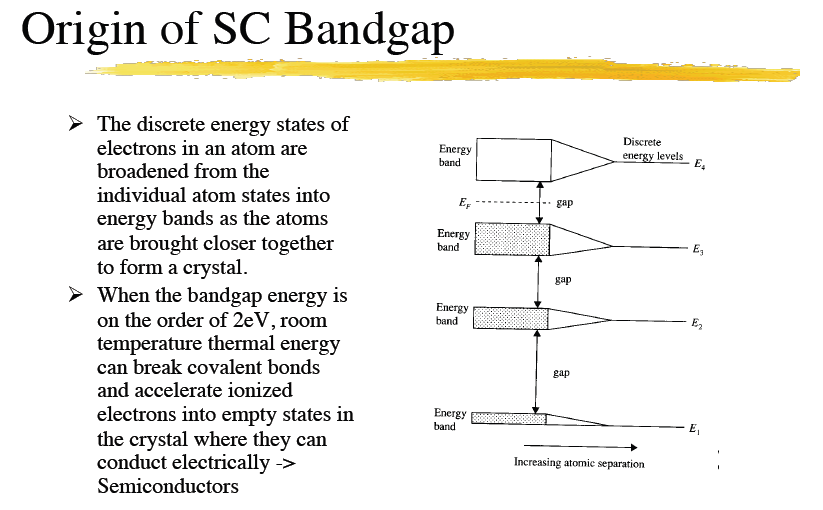 Origin of SC Bandgap
➢ The discrete energy states of
electrons in an atom are
broadened from the
individual atom states into
energy bands as the atoms
are brought closer together
to form a crystal.
➢ When the bandgap energy is
on the order of 2eV, room
temperature thermal energy
can break covalent bonds
and accelerate ionized
electrons into empty states in
the crystal where they can
conduct electrically ->
Semiconductors
Energy
band
Discrete
energy levels
E₄
E_F
gap
Energy
band
E₃
gap
Energy
band
E₂
gap
Energy
band
E₁
Increasing atomic separation